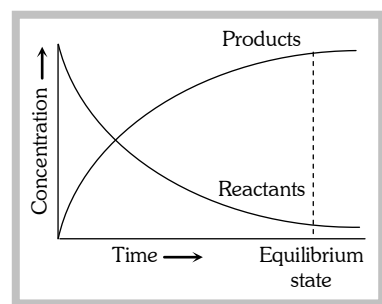 Products
Concentration
Reactants
Time
Equilibrium
state